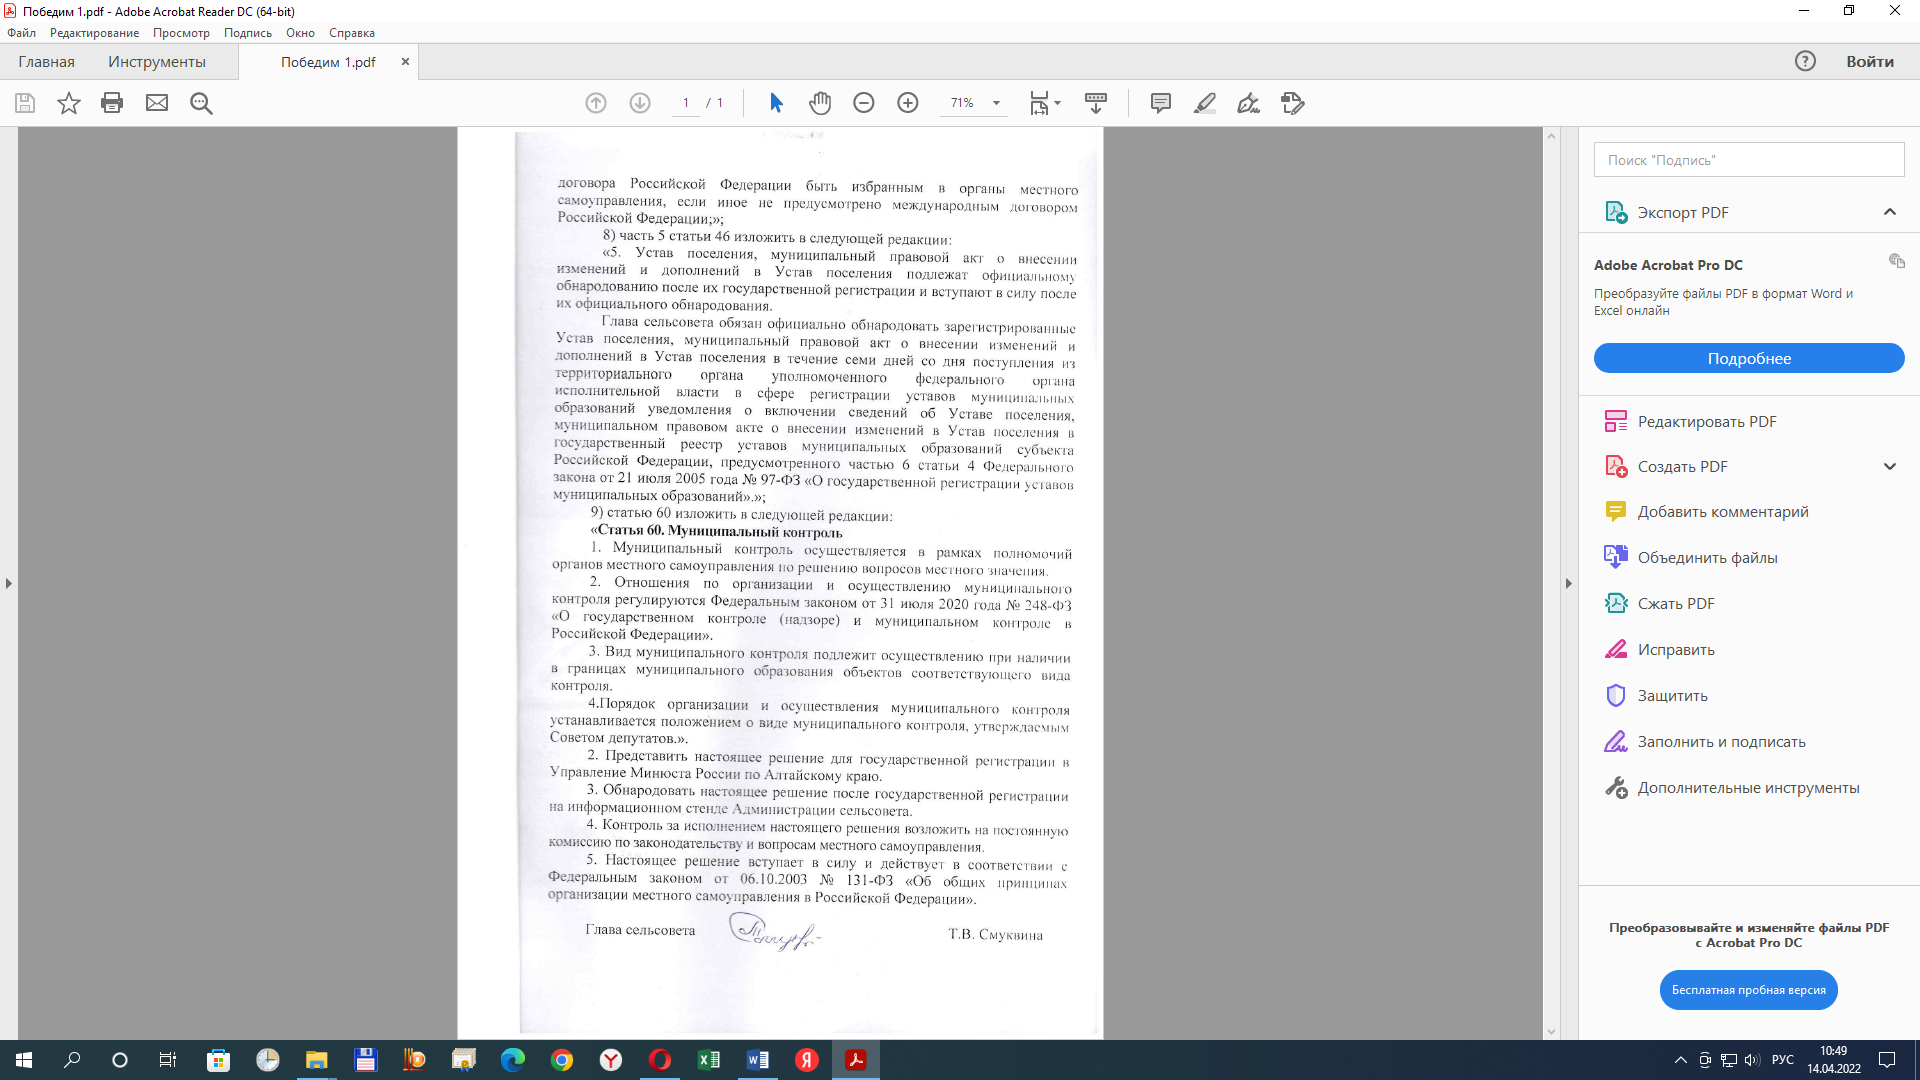 Победим 1.pdf - Adobe Acrobat Reader DC (64-bit)
Файл Редактирование Просмотр Подпись Окно Справка
Главная Инструменты Победим 1.pdf × Войти
1 / 1 71%
договора Российской Федерации быть избранным в органы местного
самоуправления, если иное не предусмотрено международным договором
Российской Федерации;»;
8) часть 5 статьи 46 изложить в следующей редакции:
«5. Устав поселения, муниципальный правовой акт о внесении
изменений и дополнений в Устав поселения подлежат официальному
обнародованию после их государственной регистрации и вступают в силу после
их официального обнародования.
Глава сельсовета обязан официально обнародовать зарегистрированные
Устав поселения, муниципальный правовой акт о внесении изменений и
дополнений в Устав поселения в течение семи дней со дня поступления из
территориального органа уполномоченного федерального органа
исполнительной власти в сфере регистрации уставов муниципальных
образований уведомления о включении сведений об Уставе поселения,
муниципальном правовом акте о внесении изменений в Устав поселения в
государственный реестр уставов муниципальных образований субъекта
Российской Федерации, предусмотренного частью 6 статьи 4 Федерального
закона от 21 июля 2005 года № 97-ФЗ «О государственной регистрации уставов
муниципальных образований».»;
9) статью 60 изложить в следующей редакции:
«Статья 60. Муниципальный контроль
1. Муниципальный контроль осуществляется в рамках полномочий
органов местного самоуправления по решению вопросов местного значения.
2. Отношения по организации и осуществлению муниципального
контроля регулируются Федеральным законом от 31 июля 2020 года № 248-ФЗ
«О государственном контроле (надзоре) и муниципальном контроле в
Российской Федерации».
3. Вид муниципального контроля подлежит осуществлению при наличии
в границах муниципального образования объектов соответствующего вида
контроля.
4.Порядок организации и осуществления муниципального контроля
устанавливается положением о виде муниципального контроля, утверждаемым
Советом депутатов.».
2. Представить настоящее решение для государственной регистрации в
Управление Минюста России по Алтайскому краю.
3. Обнародовать настоящее решение после государственной регистрации
на информационном стенде Администрации сельсовета.
4. Контроль за исполнением настоящего решения возложить на постоянную
комиссию по законодательству и вопросам местного самоуправления.
5. Настоящее решение вступает в силу и действует в соответствии с
Федеральным законом от 06.10.2003 № 131-ФЗ «Об общих принципах
организации местного самоуправления в Российской Федерации».
Глава сельсовета Т.В. Смуквина
Поиск "Подпись"
Экспорт PDF
Adobe Acrobat Pro DC
Преобразуйте файлы PDF в формат Word и
Excel онлайн
Подробнее
Редактировать PDF
Создать PDF
Добавить комментарий
Объединить файлы
Сжать PDF
Исправить
Защитить
Заполнить и подписать
Дополнительные инструменты
Преобразовывайте и изменяйте файлы PDF
с Acrobat Pro DC
Бесплатная пробная версия
РУС
10:49
14.04.2022